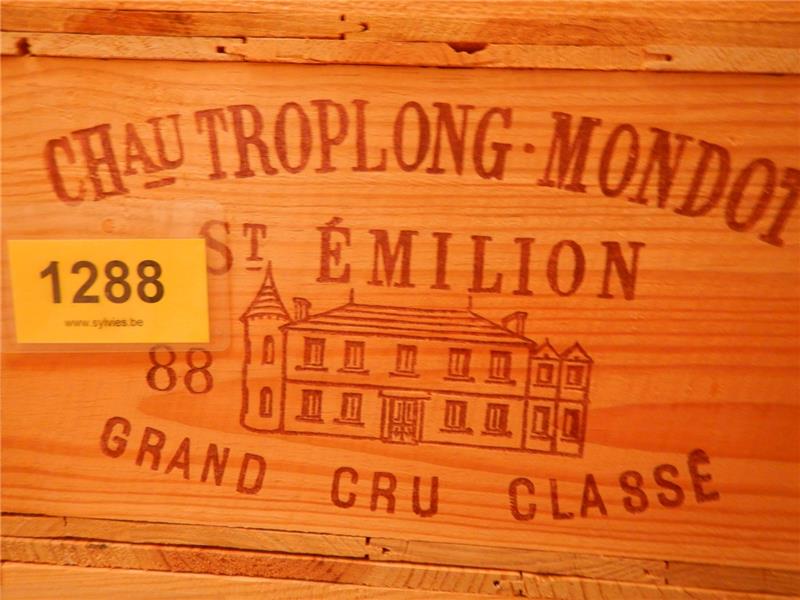 CHAU TROPLONG·MONDOT
ST ÉMILION
1288
www.sylvies.be
88
GRAND CRU CLASSÉ